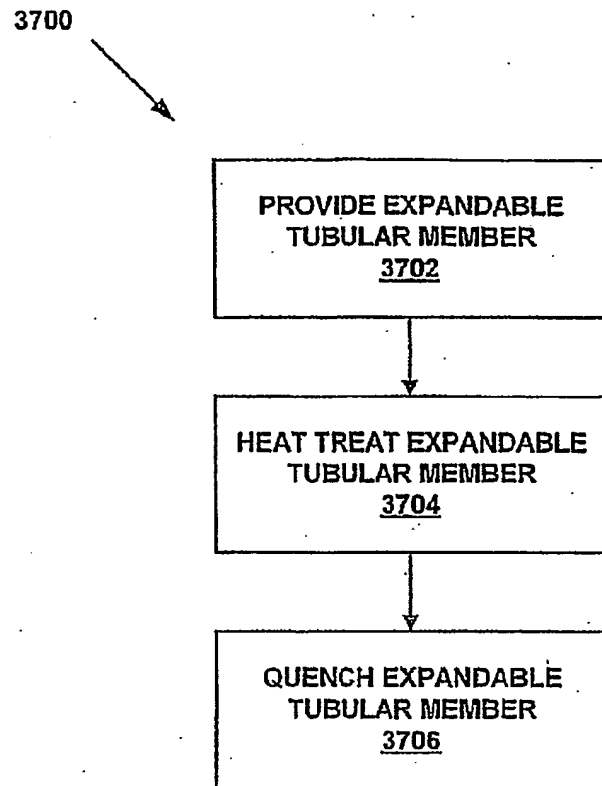 3700
PROVIDE EXPANDABLE
TUBULAR MEMBER
3702
HEAT TREAT EXPANDABLE
TUBULAR MEMBER
3704
QUENCH EXPANDABLE
TUBULAR MEMBER
3706